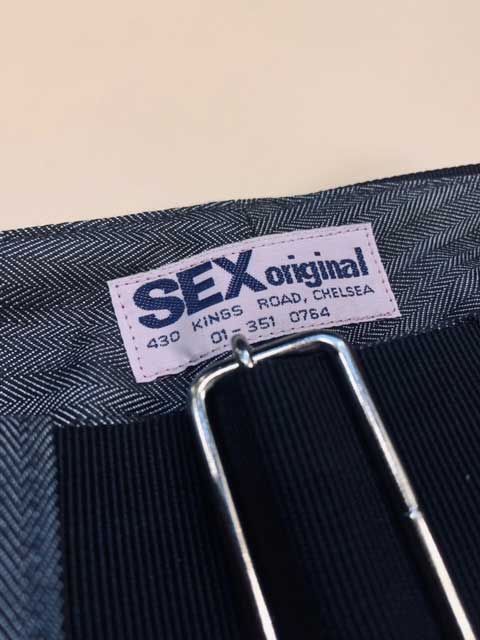 SEX original
430 KINGS ROAD, CHELSEA
01-351 0764